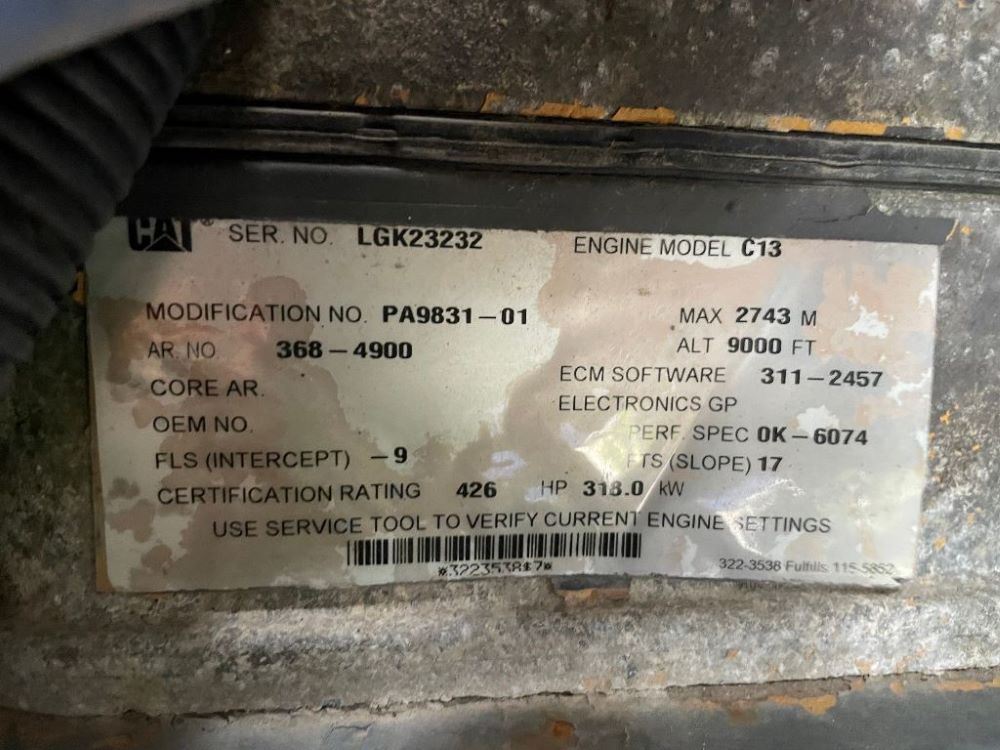 CAT® SER. NO. LGK23232 ENGINE MODEL C13
MODIFICATION NO. PA9831-01 MAX 2743 M
AR. NO. 368-4900 ALT 9000 FT
CORE AR. ECM SOFTWARE 311-2457
OEM NO. ELECTRONICS GP
PERF. SPEC 0K-6074
FLS (INTERCEPT) -9 FTS (SLOPE) 17
CERTIFICATION RATING 426 HP 318.0 kW
USE SERVICE TOOL TO VERIFY CURRENT ENGINE SETTINGS
*3223538$7*
322-3538 Fulfills 115-5852